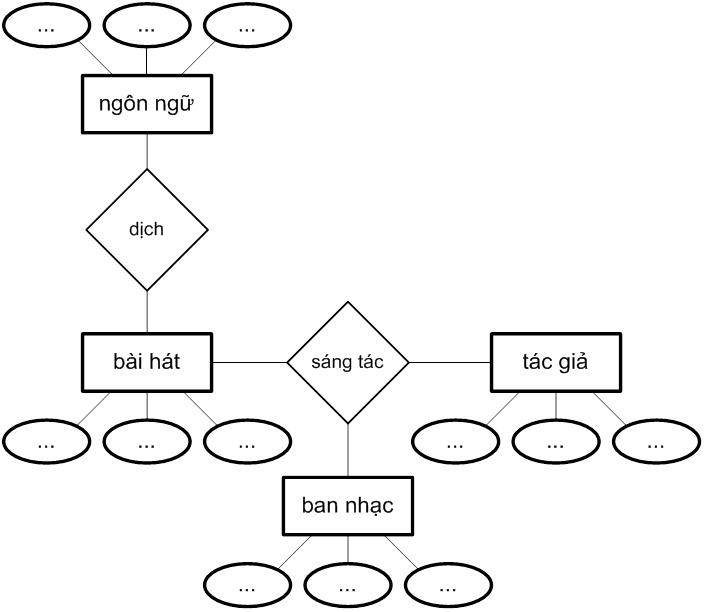 ... ... ...
ngôn ngữ
dịch
bài hát sáng tác tác giả
... ... ... ... ... ...
ban nhạc
... ... ...